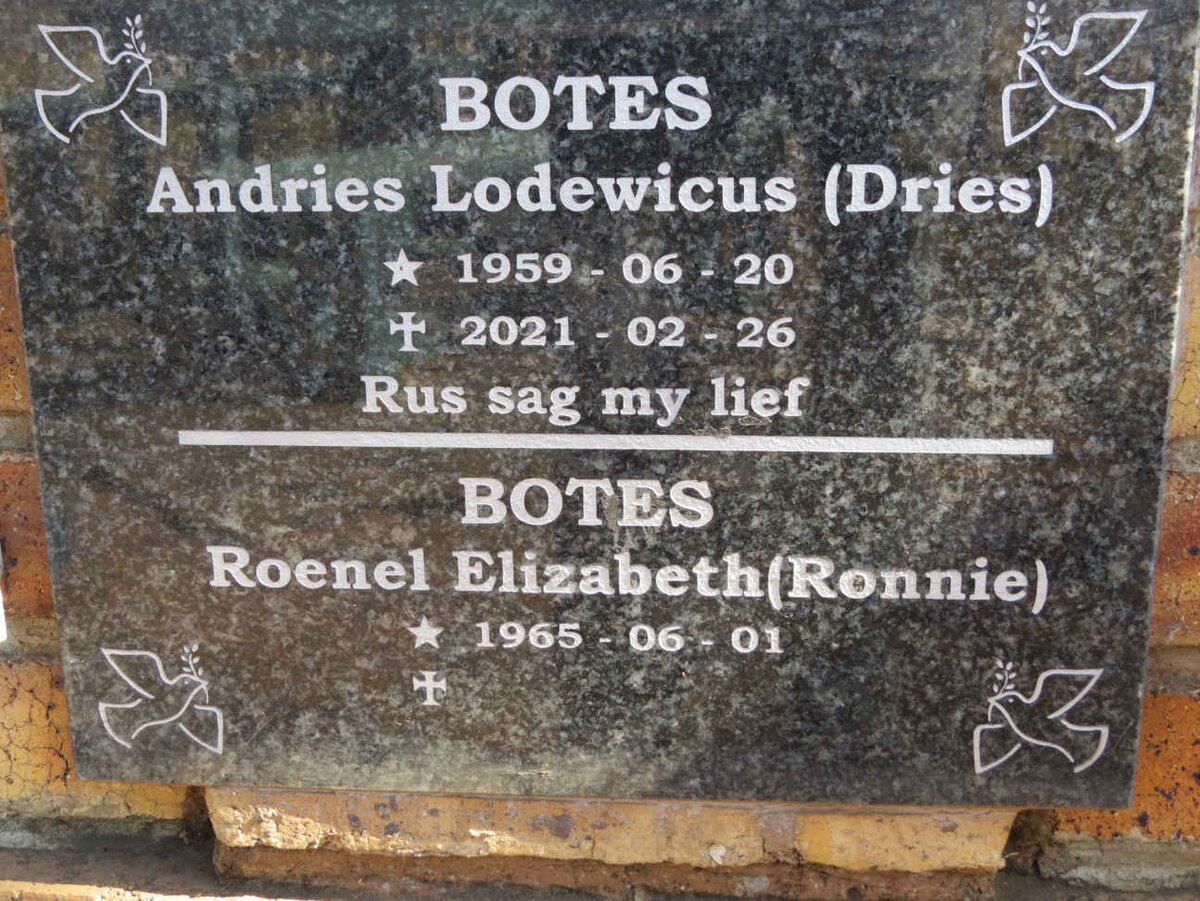 BOTES
Andries Lodewicus (Dries)
★ 1959 - 06 - 20
✠ 2021 - 02 - 26
Rus sag my lief
BOTES
Roenel Elizabeth(Ronnie)
★ 1965 - 06 - 01
✠